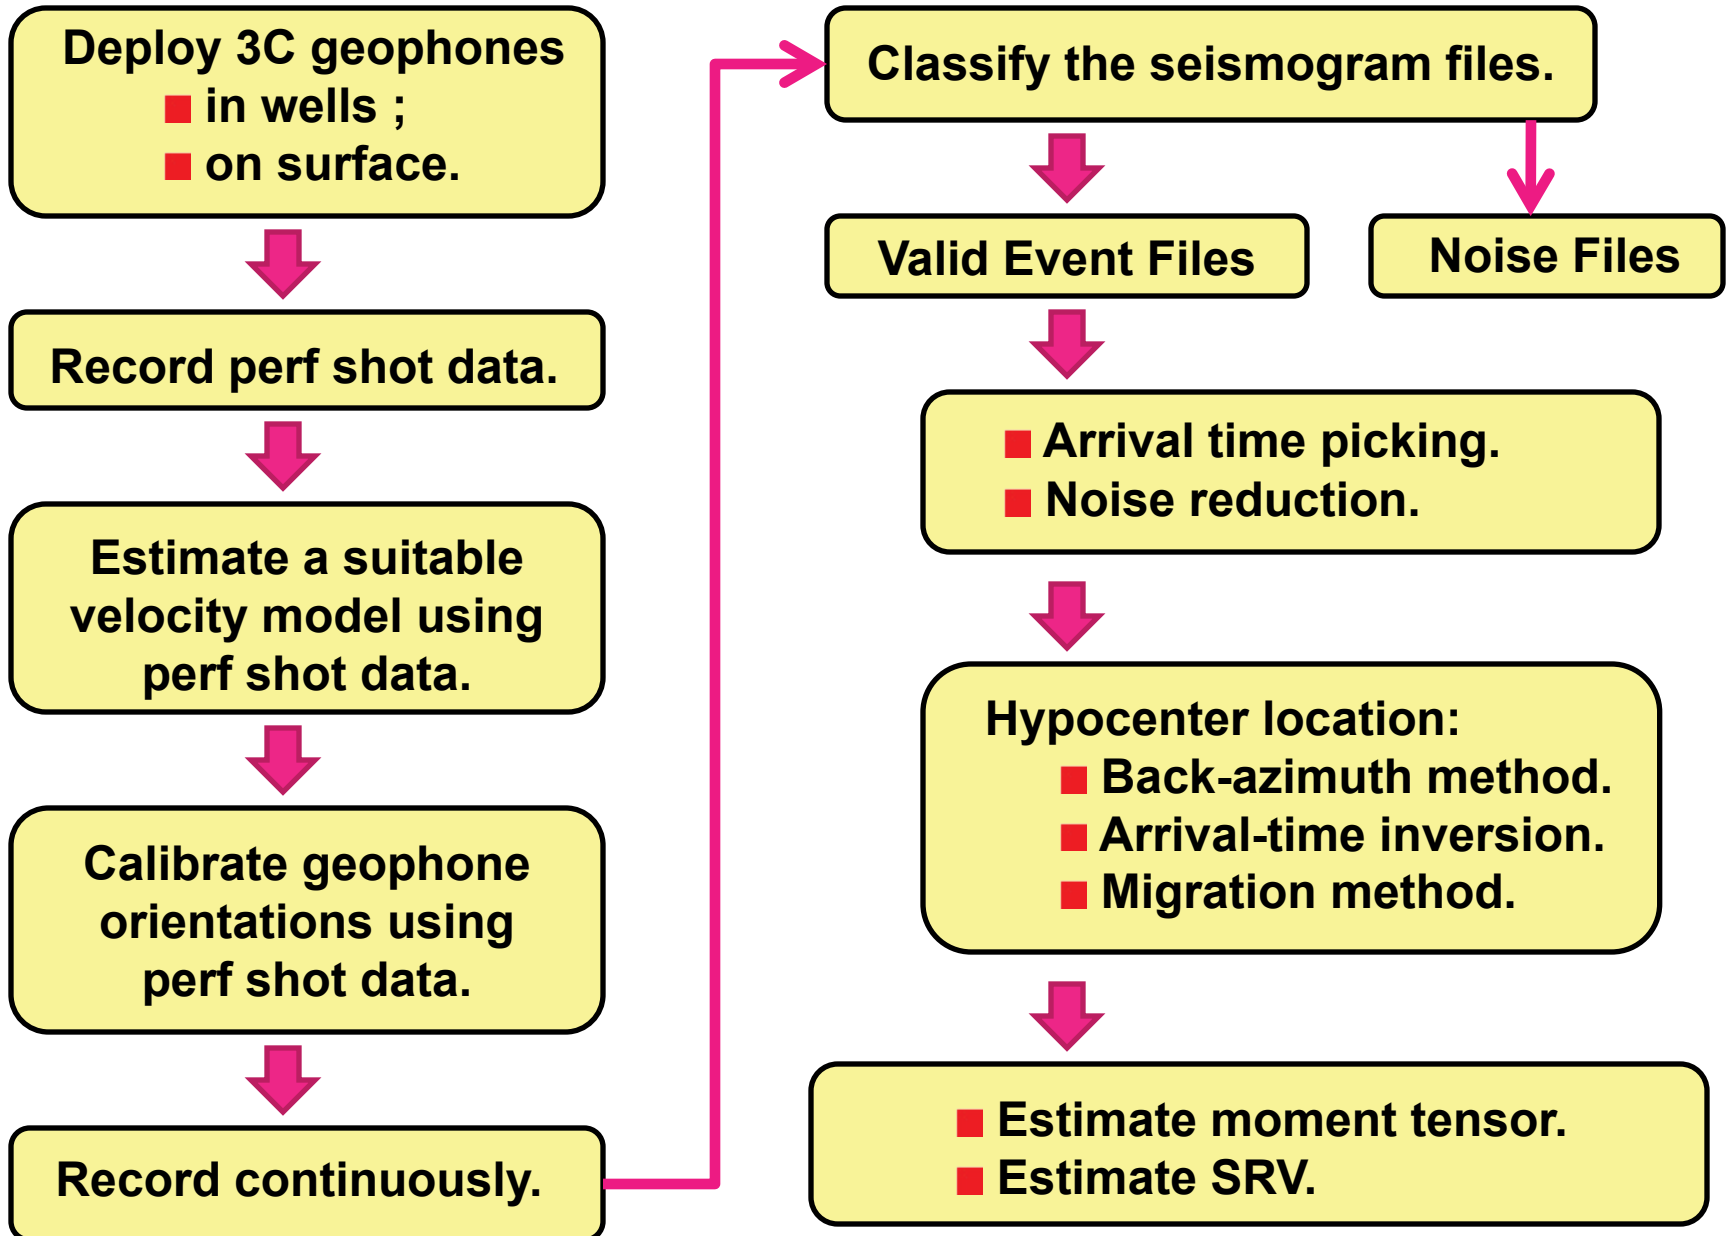 Deploy 3C geophones
in wells ;
on surface.
Record perf shot data.
Estimate a suitable
velocity model using
perf shot data.
Calibrate geophone
orientations using
perf shot data.
Record continuously.
Classify the seismogram files.
Valid Event Files
Noise Files
Arrival time picking.
Noise reduction.
Hypocenter location:
Back-azimuth method.
Arrival-time inversion.
Migration method.
Estimate moment tensor.
Estimate SRV.